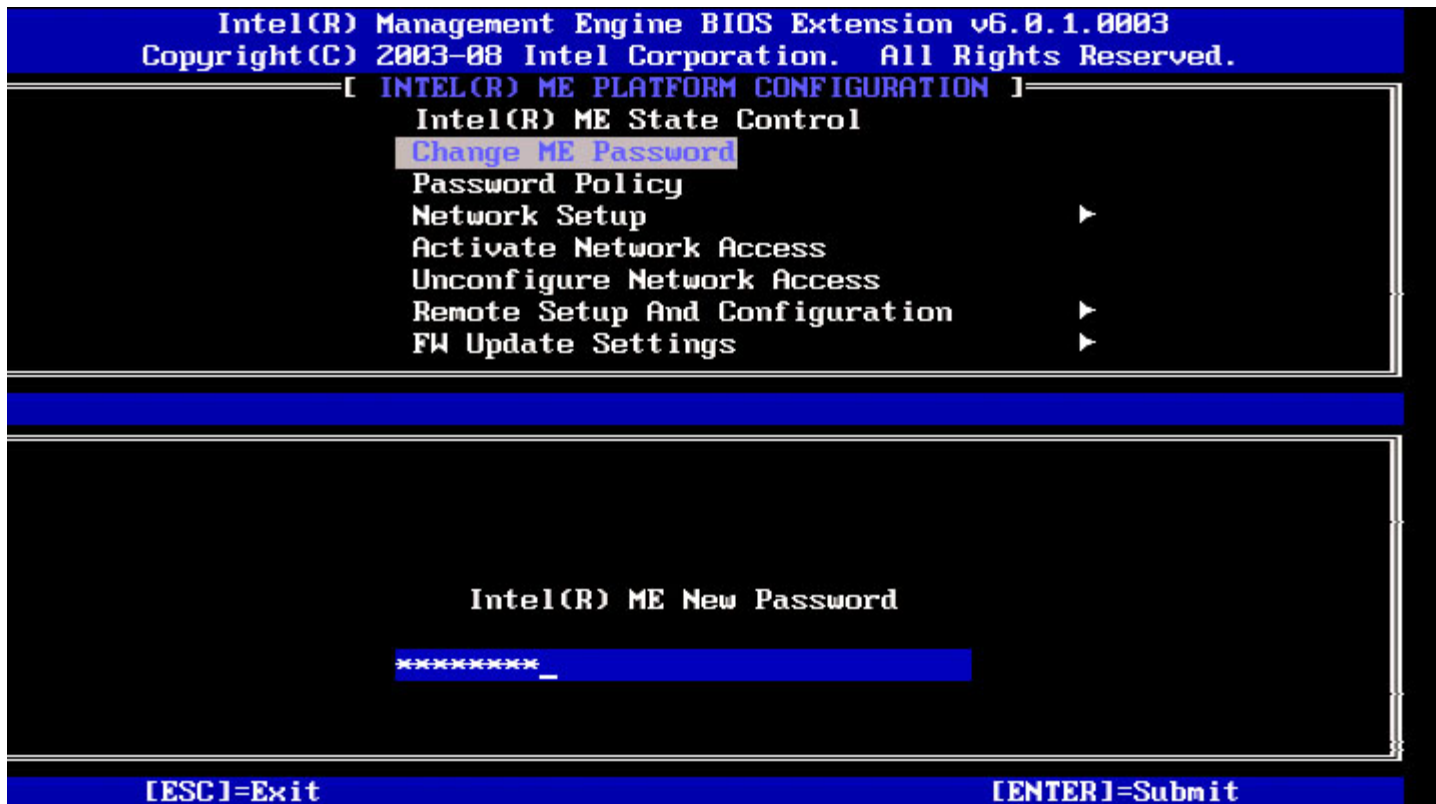 Intel(R) Management Engine BIOS Extension v6.0.1.0003
Copyright(C) 2003-08 Intel Corporation. All Rights Reserved.
[ INTEL(R) ME PLATFORM CONFIGURATION ]
Intel(R) ME State Control
Change ME Password
Password Policy
Network Setup ►
Activate Network Access
Unconfigure Network Access
Remote Setup And Configuration ►
FW Update Settings ►
Intel(R) ME New Password
********_
[ESC]=Exit [ENTER]=Submit